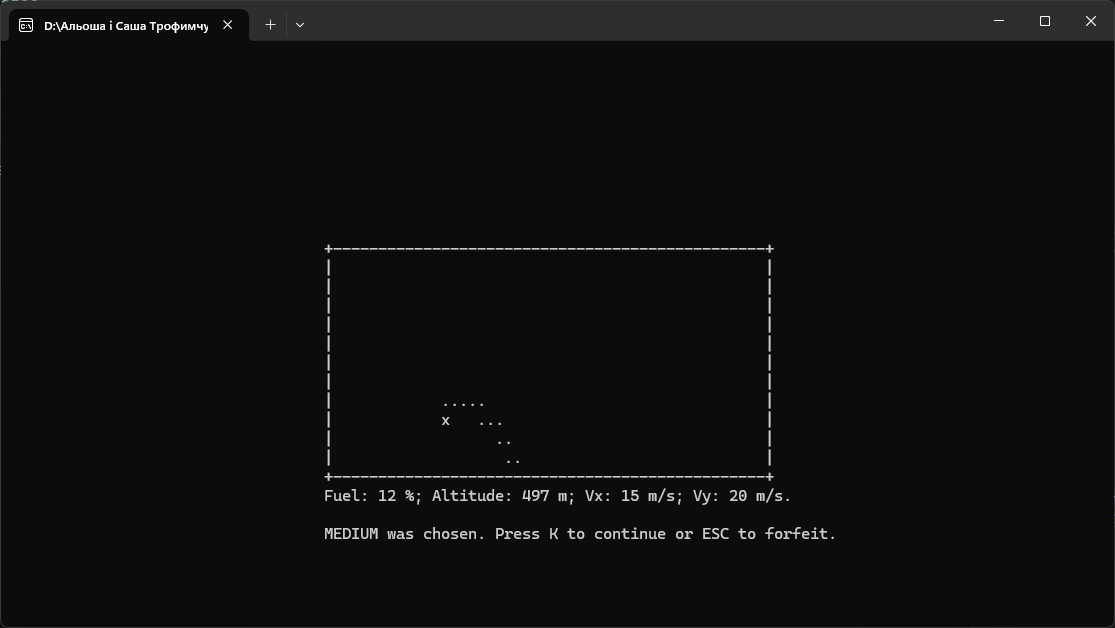 D:\Альоша і Саша Трофимчу
.....
x   ...
..
..
Fuel: 12 %; Altitude: 497 m; Vx: 15 m/s; Vy: 20 m/s.
MEDIUM was chosen. Press K to continue or ESC to forfeit.